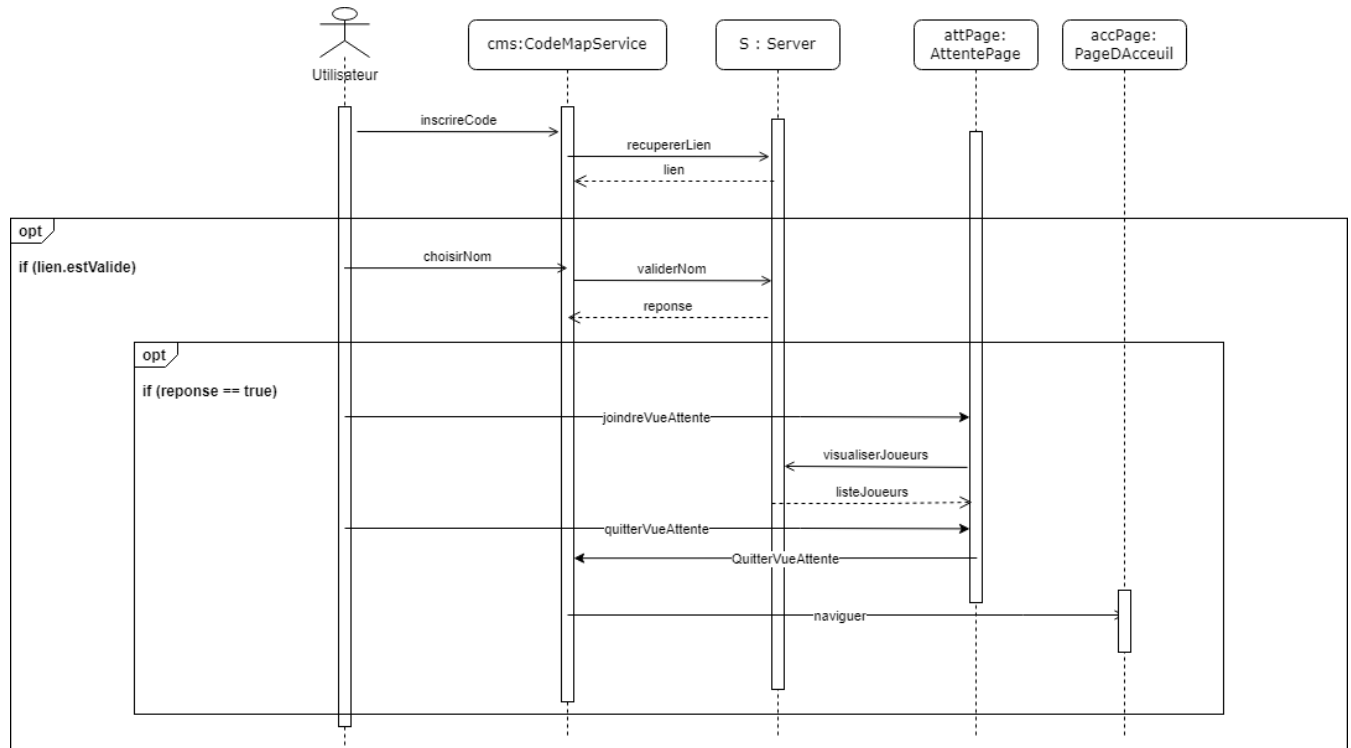 Utilisateur
cms:CodeMapService
S : Server
attPage:
AttentePage
accPage:
PageDAcceuil
inscrireCode
recupererLien
lien
opt
if (lien.estValide)
choisirNom
validerNom
reponse
opt
if (reponse == true)
joindreVueAttente
visualiserJoueurs
listeJoueurs
quitterVueAttente
QuitterVueAttente
naviguer